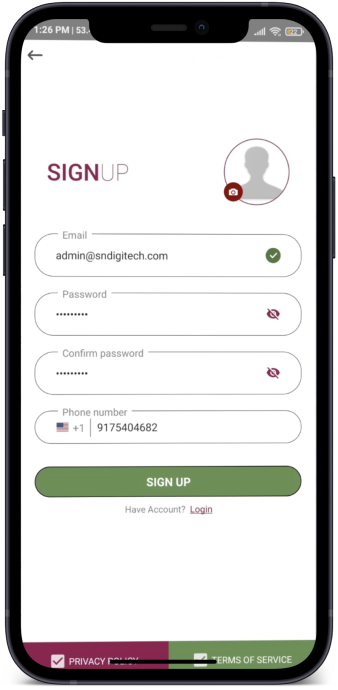 1:26 PM | 53.
SIGNUP
Email
admin@sndigitech.com
Password
•••••••••
Confirm password
•••••••••
Phone number
+1 9175404682
SIGN UP
Have Account? Login
PRIVACY POLICY
TERMS OF SERVICE